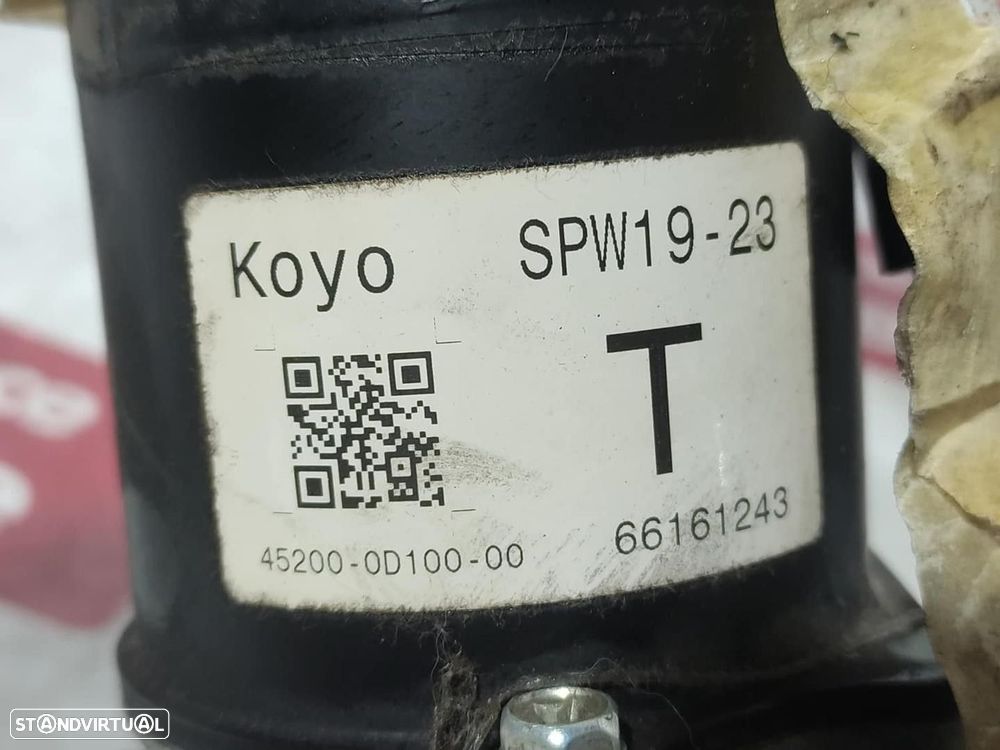 Koyo SPW19-23
T
45200-0D100-00 66161243
STANDVIRTUAL